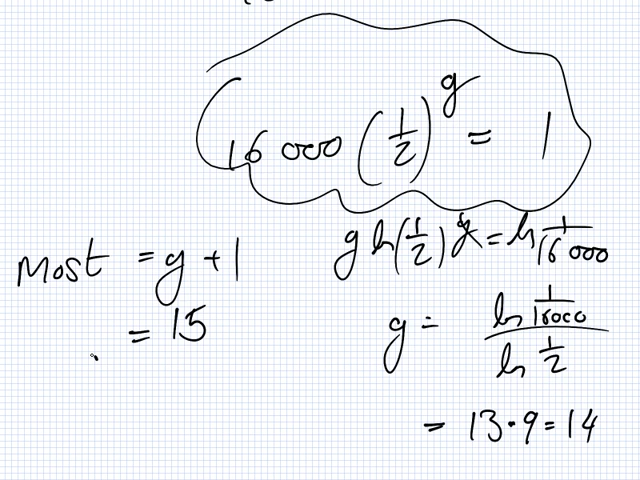 16 000 (1/2)^g = 1
g ln(1/2) = ln 1/16 000
Most = g + 1
= 15
g = ln 1/16000 / ln 1/2
= 13.9 = 14